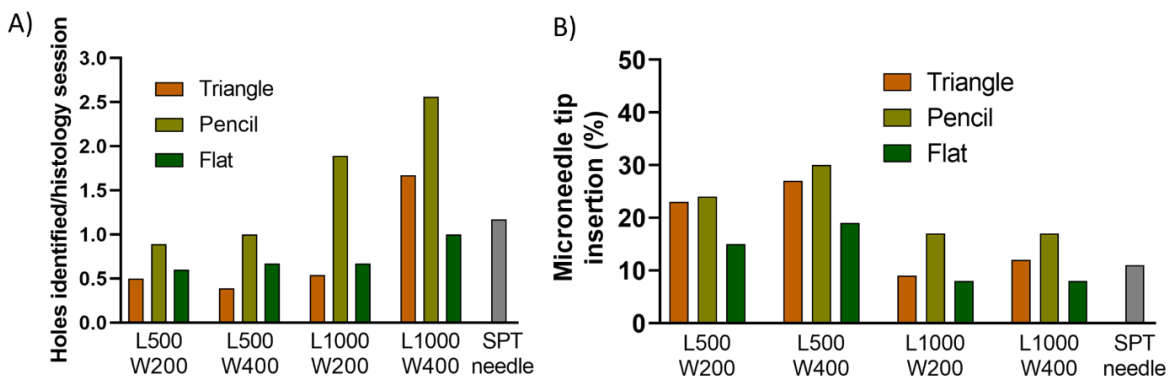 A)
Holes identified/histology session
3.0
2.5
2.0
1.5
1.0
0.5
0.0
Triangle
Pencil
Flat
L500
W200
L500
W400
L1000
W200
L1000
W400
SPT
needle
B)
Microneedle tip
insertion (%)
50
40
30
20
10
0
Triangle
Pencil
Flat
L500
W200
L500
W400
L1000
W200
L1000
W400
SPT
needle